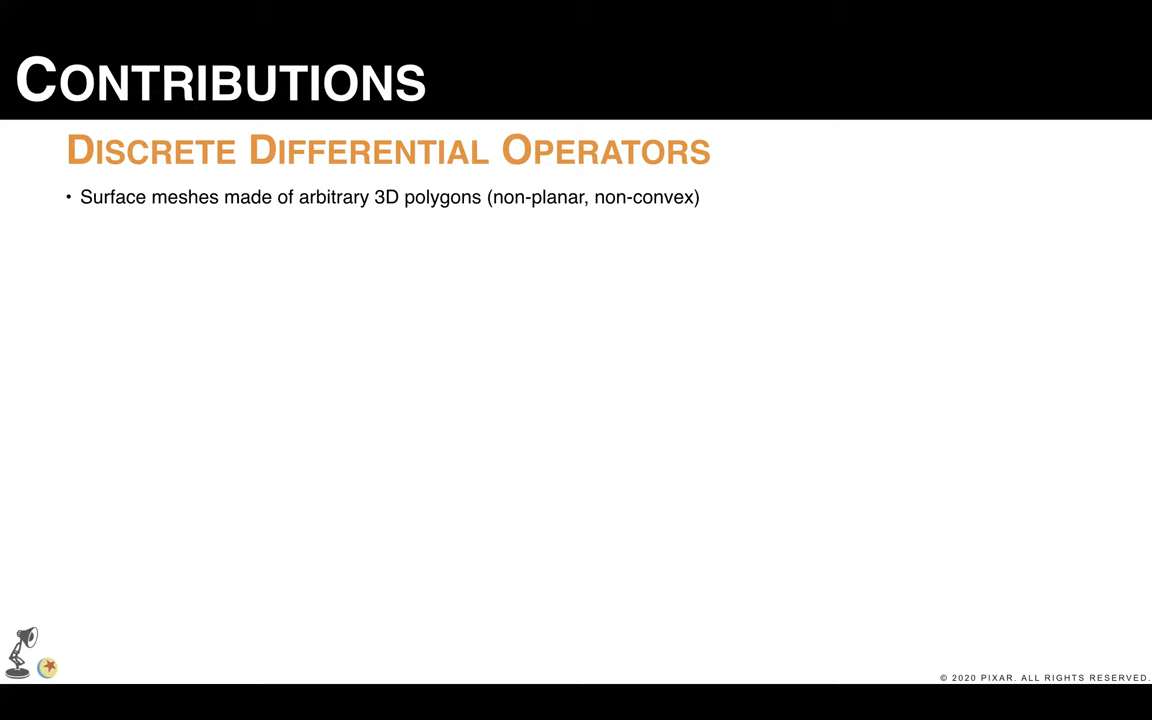 CONTRIBUTIONS
DISCRETE DIFFERENTIAL OPERATORS
• Surface meshes made of arbitrary 3D polygons (non-planar, non-convex)
© 2020 PIXAR. ALL RIGHTS RESERVED.